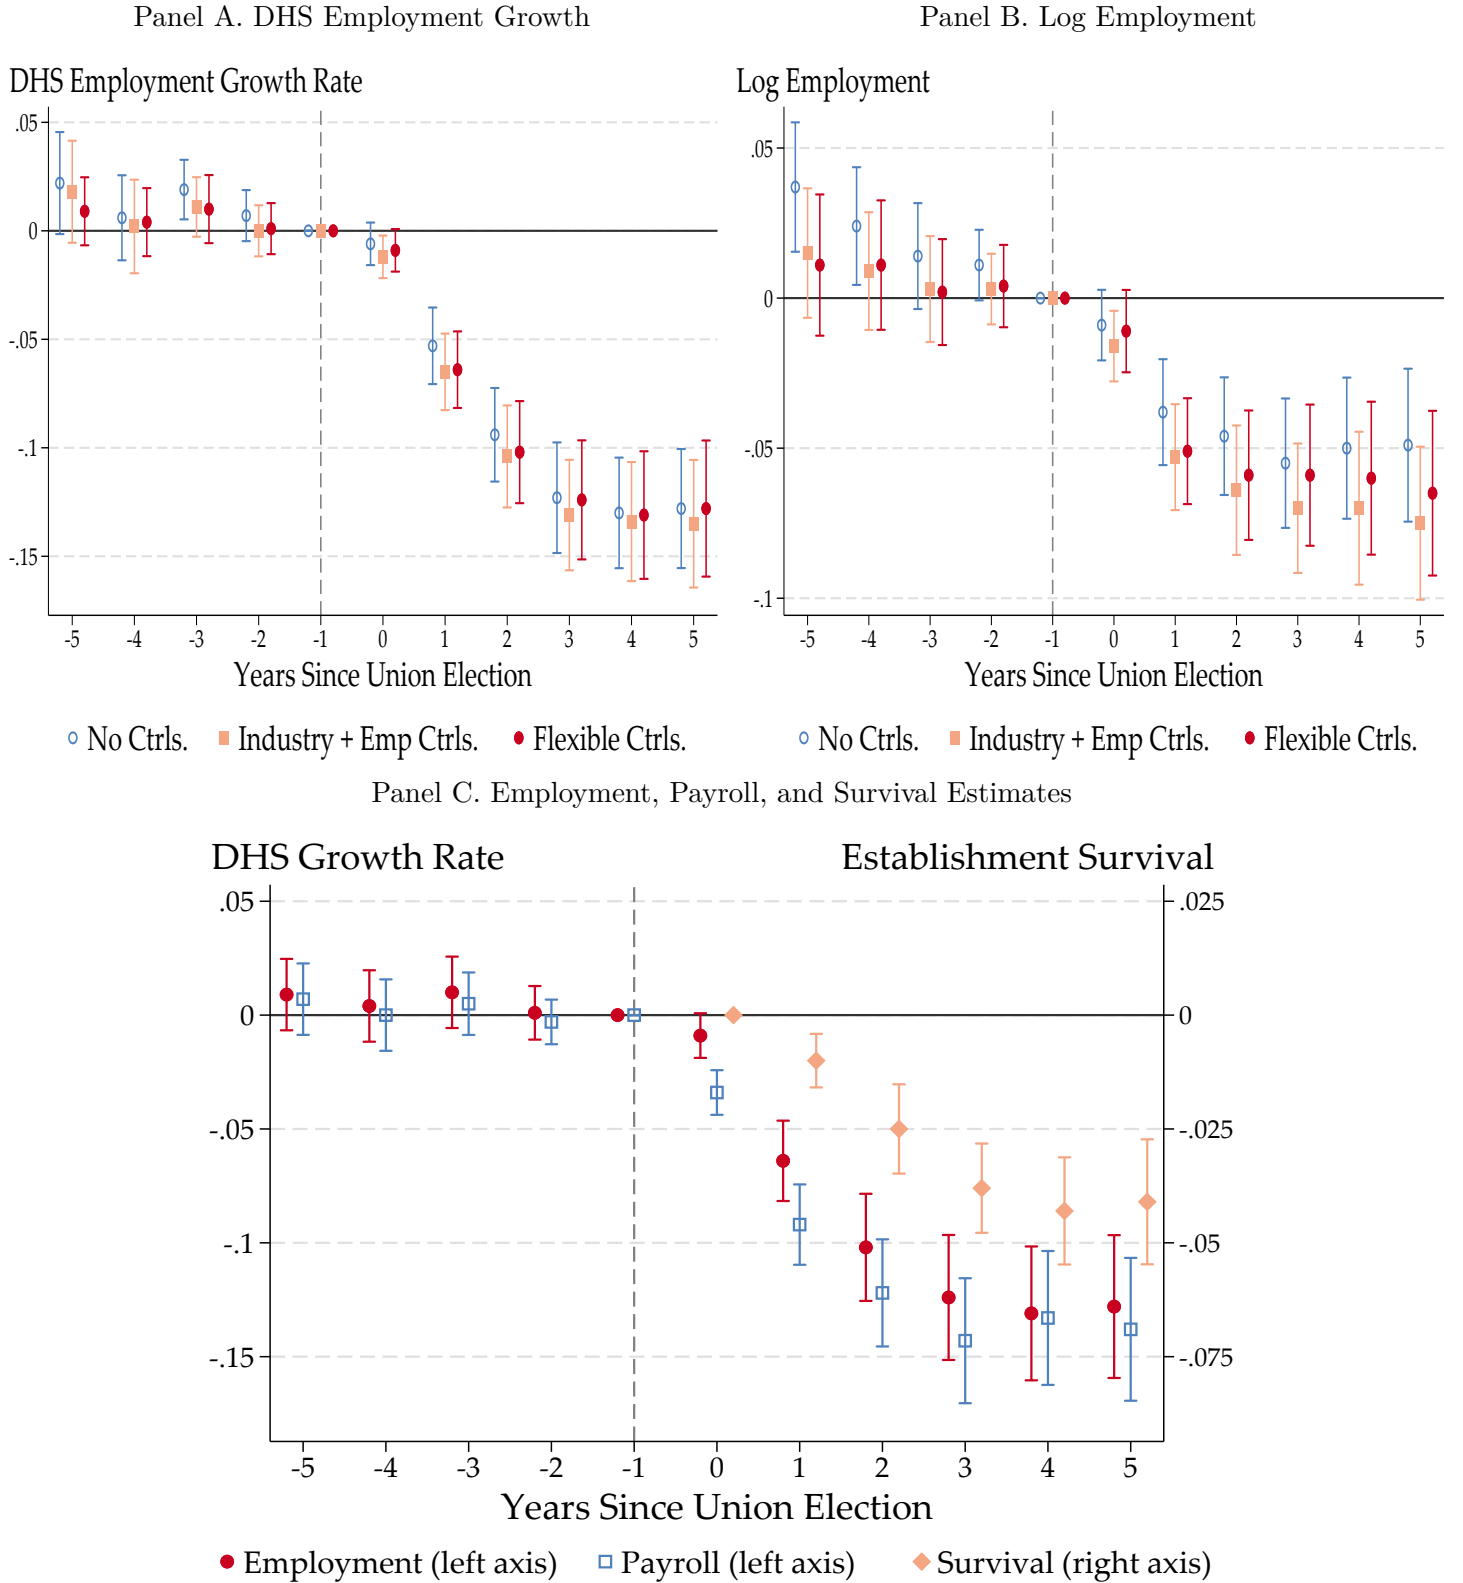 Panel A. DHS Employment Growth
DHS Employment Growth Rate
.05
0
-.05
-.1
-.15
-5 -4 -3 -2 -1 0 1 2 3 4 5
Years Since Union Election
No Ctrls. Industry + Emp Ctrls. Flexible Ctrls.
Panel B. Log Employment
Log Employment
.05
0
-.05
-.1
-5 -4 -3 -2 -1 0 1 2 3 4 5
Years Since Union Election
No Ctrls. Industry + Emp Ctrls. Flexible Ctrls.
Panel C. Employment, Payroll, and Survival Estimates
DHS Growth Rate Establishment Survival
.05 .025
0 0
-.05 -.025
-.1 -.05
-.15 -.075
-5 -4 -3 -2 -1 0 1 2 3 4 5
Years Since Union Election
Employment (left axis) Payroll (left axis) Survival (right axis)